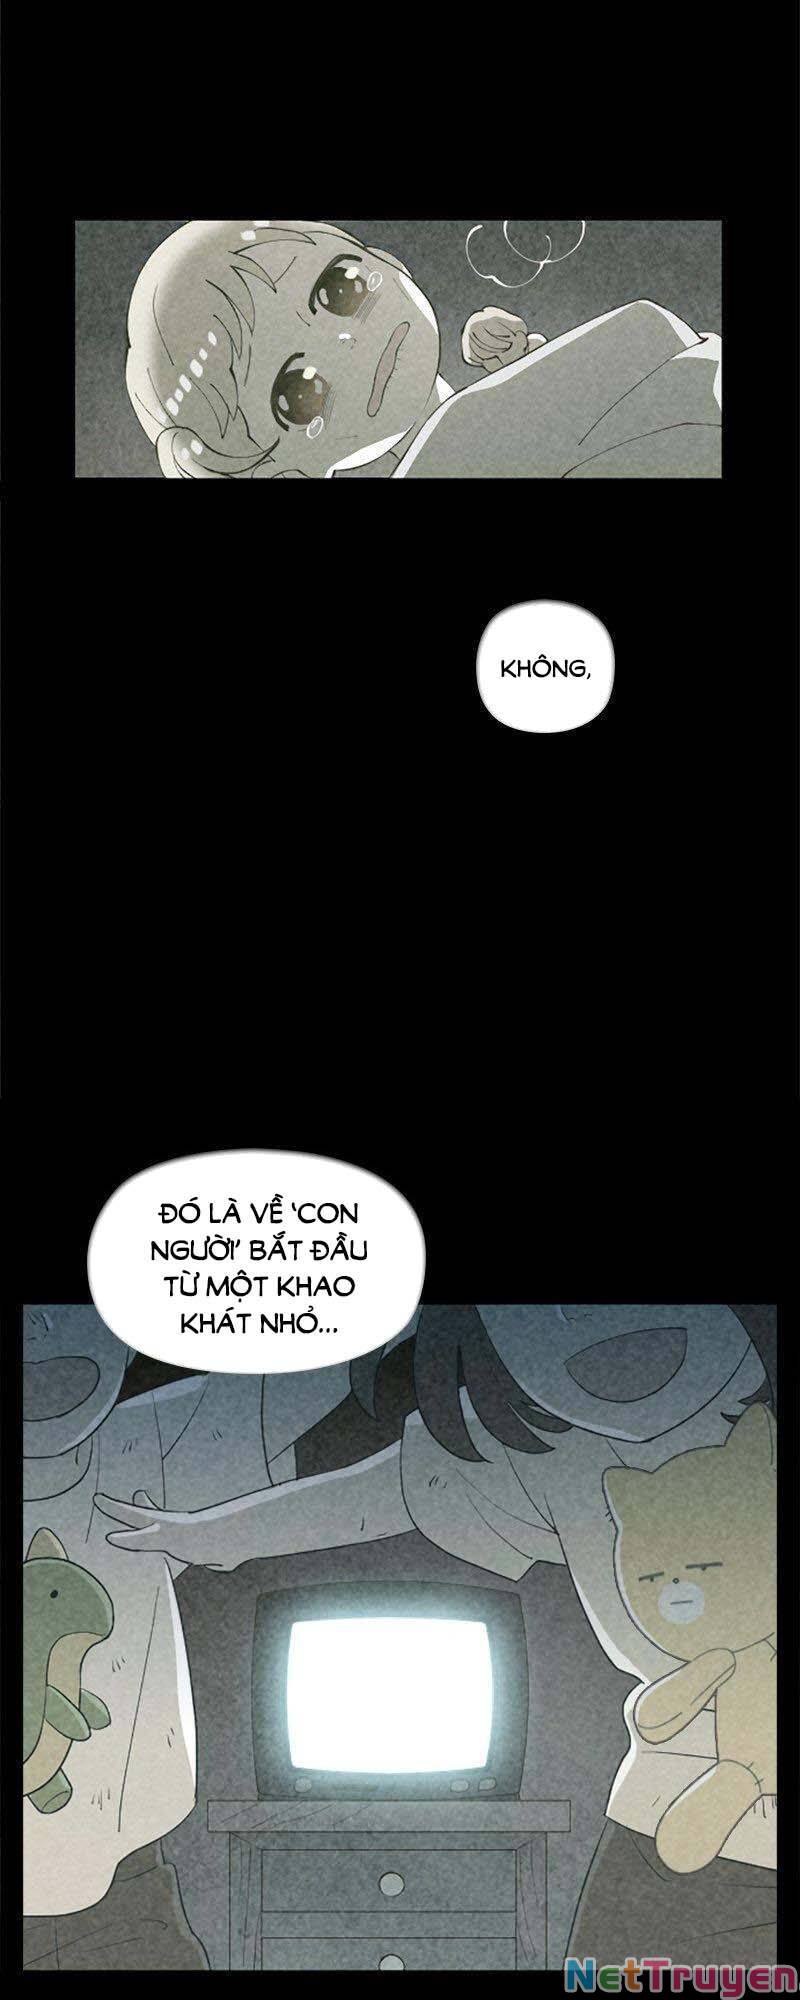 KHÔNG,
ĐÓ LÀ VỀ 'CON
NGƯỜI' BẮT ĐẦU
TỪ MỘT KHAO
KHÁT NHỎ...
NetTruyen